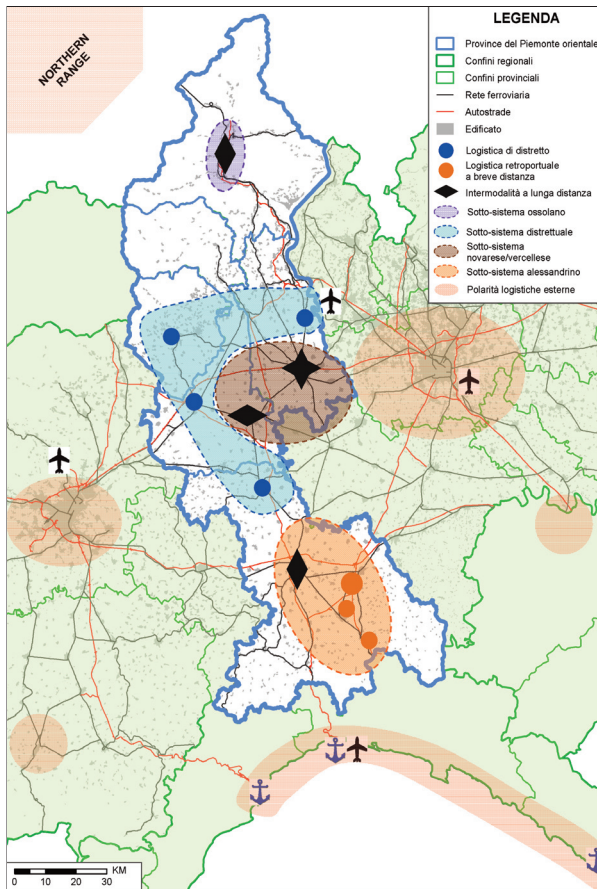 NORTHERN
RANGE
LEGENDA
Province del Piemonte orientale
Confini regionali
Confini provinciali
Rete ferroviaria
Autostrade
Edificato
Logistica di distretto
Logistica retroportuale
a breve distanza
Intermodalità a lunga distanza
Sotto-sistema ossolano
Sotto-sistema distrettuale
Sotto-sistema
novarese/vercellese
Sotto-sistema alessandrino
Polarità logistiche esterne
KM
0 10 20 30